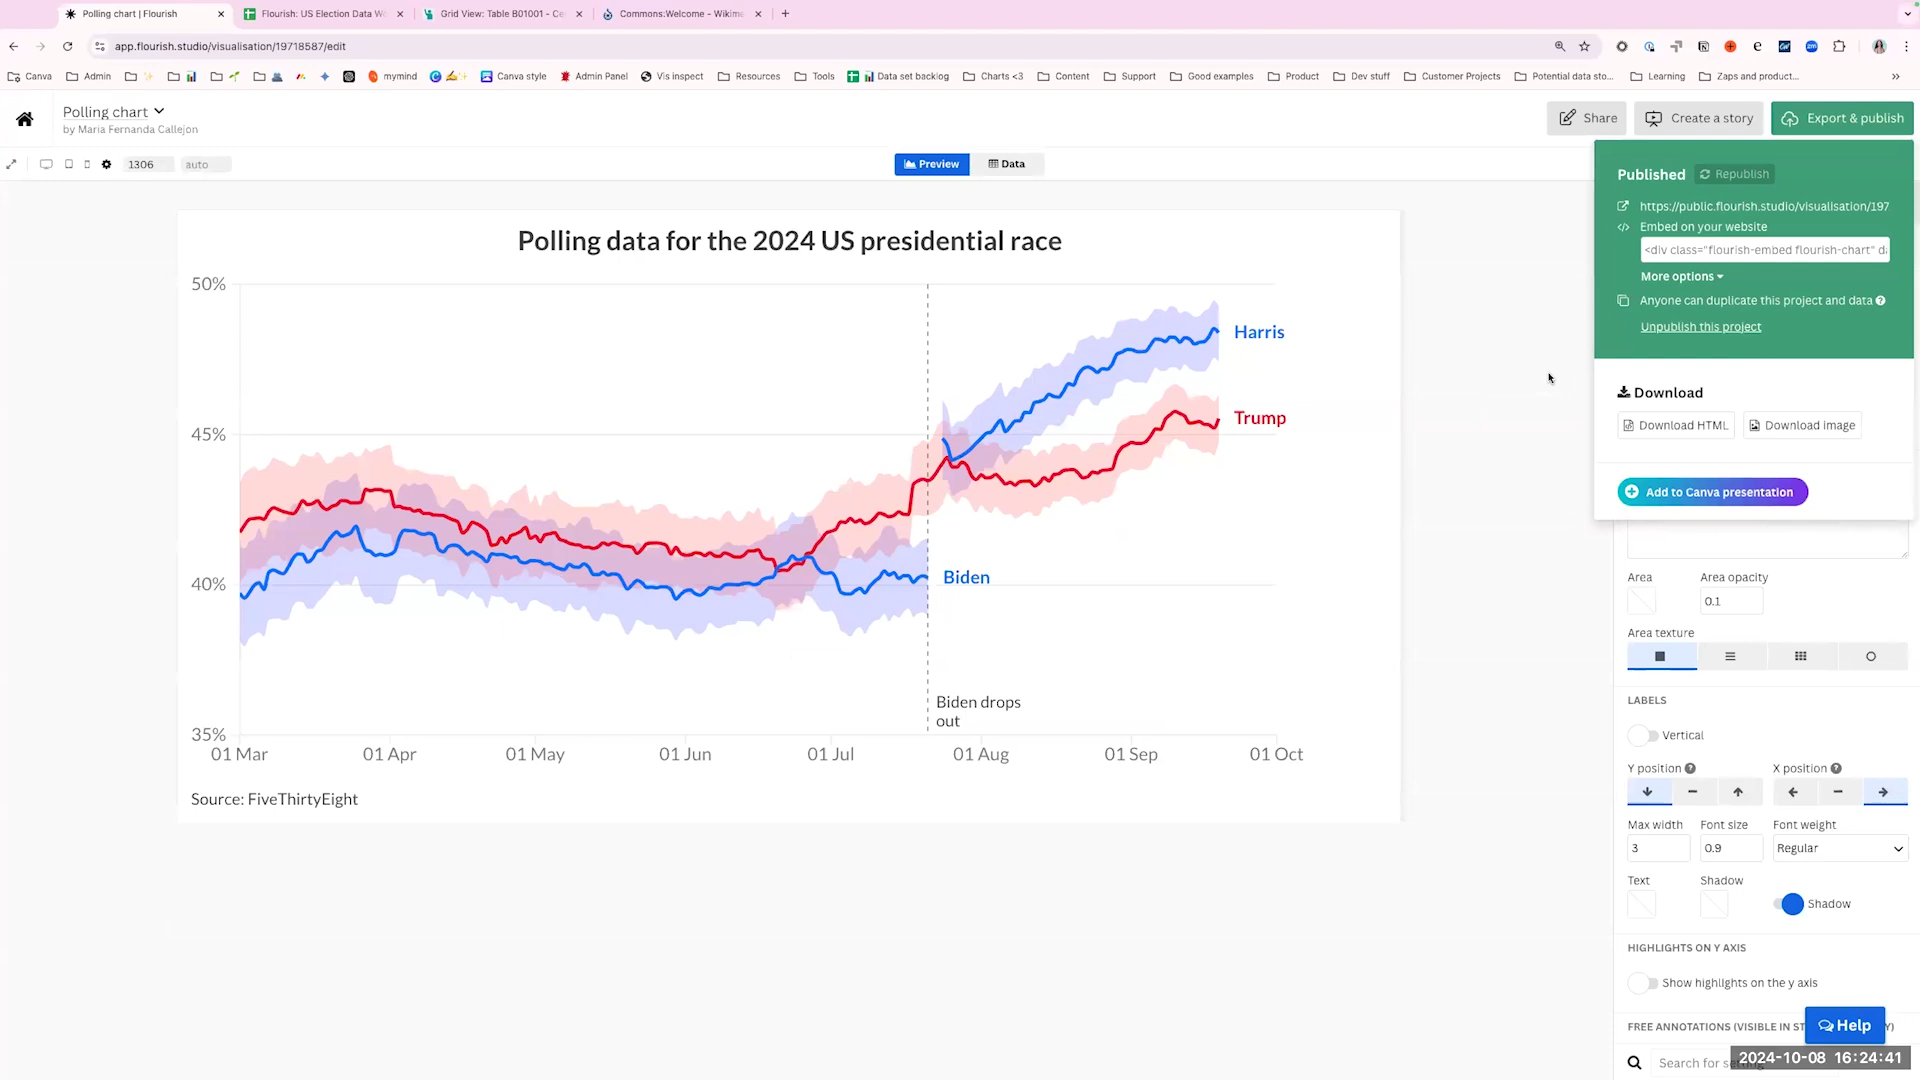 Polling chart | Flourish
Flourish: US Election Data Wo
Grid View: Table B01001 - Ce
Commons:Welcome - Wikime
app.flourish.studio/visualisation/19718587/edit
Canva
Admin
mymind
Canva style
Admin Panel
Vis inspect
Resources
Tools
Data set backlog
Charts <3
Content
Support
Good examples
Product
Dev stuff
Customer Projects
Potential data sto...
Learning
Zaps and product...
Polling chart
by Maria Fernanda Callejon
Share
Create a story
Export & publish
1306
auto
Preview
Data
Published
Republish
https://public.flourish.studio/visualisation/197
Embed on your website
<div class="flourish-embed flourish-chart" da
More options
Anyone can duplicate this project and data
Unpublish this project
Download
Download HTML
Download image
Add to Canva presentation
Polling data for the 2024 US presidential race
50%
45%
40%
35%
Harris
Trump
Biden
Biden drops
out
01 Mar
01 Apr
01 May
01 Jun
01 Jul
01 Aug
01 Sep
01 Oct
Source: FiveThirtyEight
Area
Area opacity
0.1
Area texture
LABELS
Vertical
Y position
X position
Max width
Font size
Font weight
3
0.9
Regular
Text
Shadow
Shadow
HIGHLIGHTS ON Y AXIS
Show highlights on the y axis
FREE ANNOTATIONS (VISIBLE IN ST
Help
Search for
2024-10-08 16:24:41